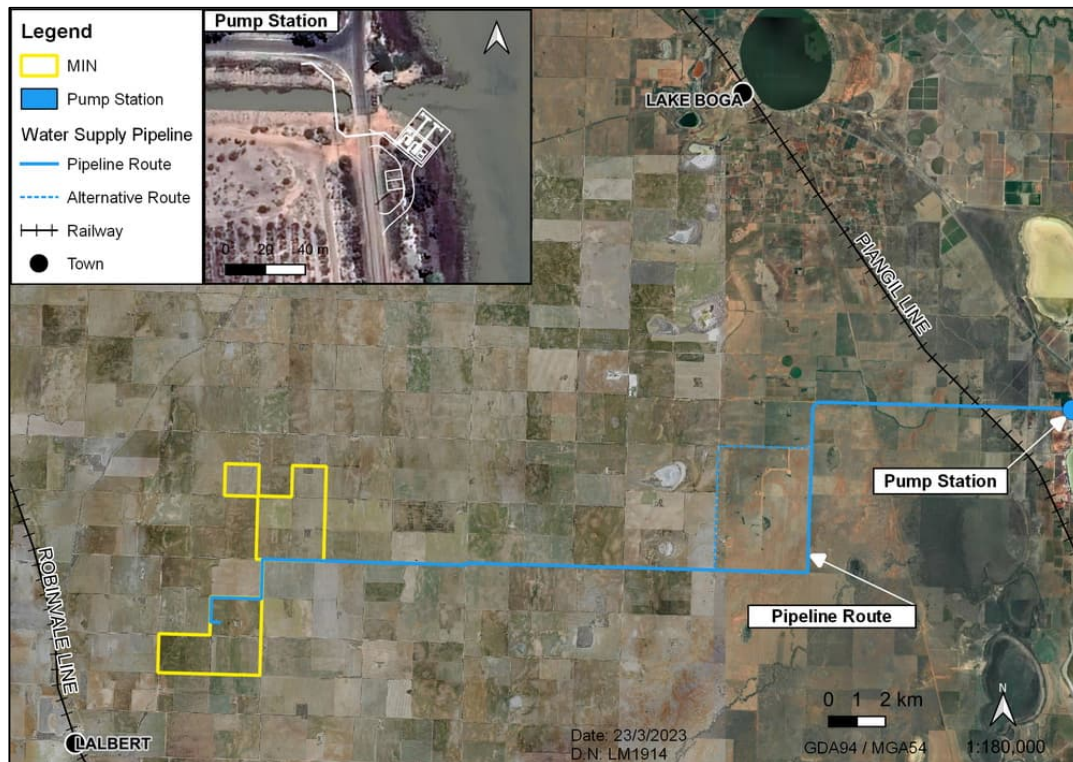 Legend
MIN
Pump Station
Water Supply Pipeline
Pipeline Route
Alternative Route
Railway
Town
Pump Station
0 20 40 m
LAKE BOGA
PIANGIL LINE
Pump Station
Pipeline Route
ROBINVALE LINE
LALBERT
Date: 23/3/2023
D:N: LM1914
0 1 2 km
GDA94 / MGA54
N
1:180,000